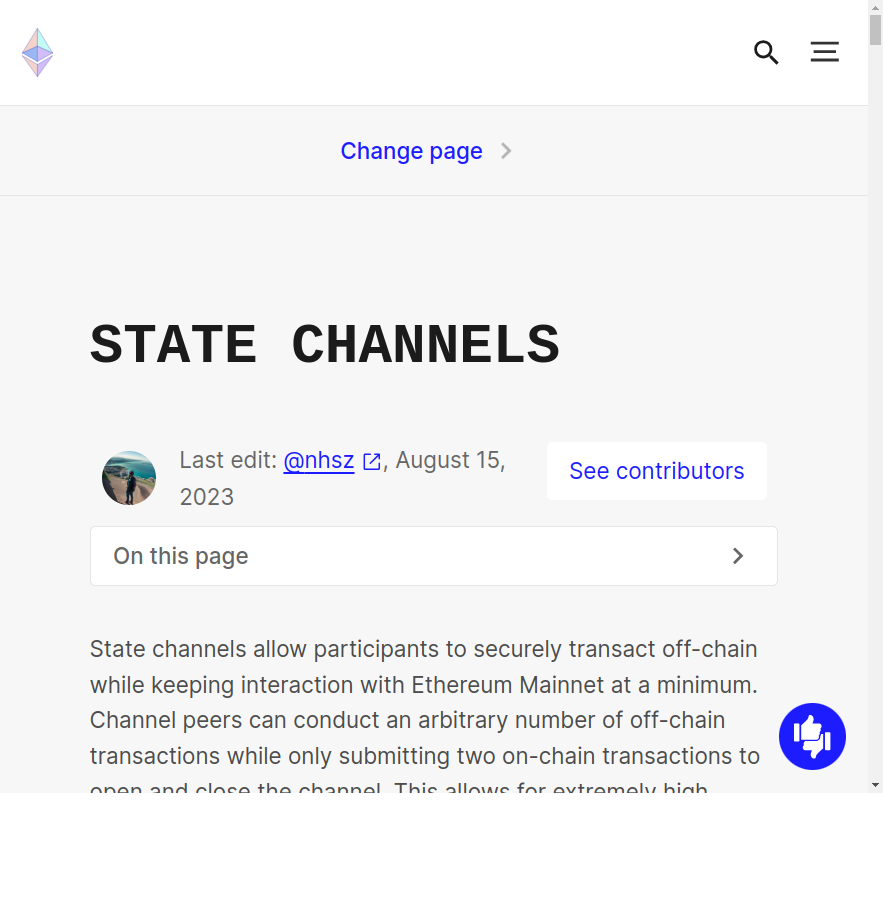 Change page
STATE CHANNELS
Last edit: @nhsz , August 15,
2023
See contributors
On this page
State channels allow participants to securely transact off-chain
while keeping interaction with Ethereum Mainnet at a minimum.
Channel peers can conduct an arbitrary number of off-chain
transactions while only submitting two on-chain transactions to
open and close the channel. This allows for extremely high